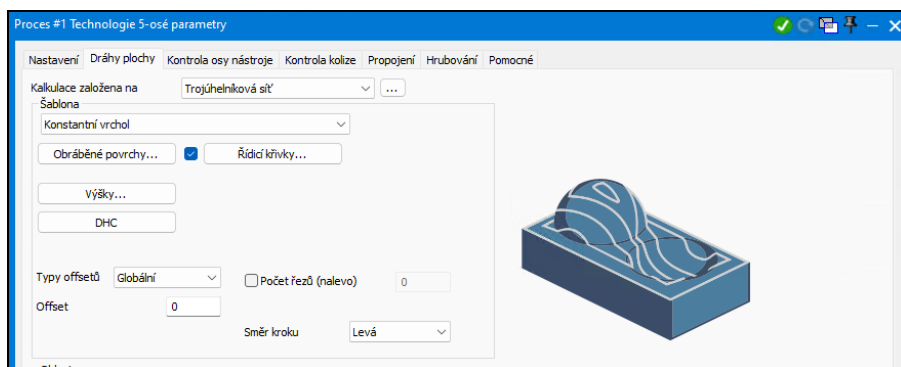 Proces #1 Technologie 5-osé parametry
Nastavení Dráhy plochy Kontrola osy nástroje Kontrola kolize Propojení Hrubování Pomocné
Kalkulace založena na Trojúhelníková síť ...
Šablona
Konstantní vrchol
Obráběné povrchy... Řídicí křivky...
Výšky...
DHC
Typy offsetů Globální Počet řezů (nalevo) 0
Offset 0
Směr kroku Levá